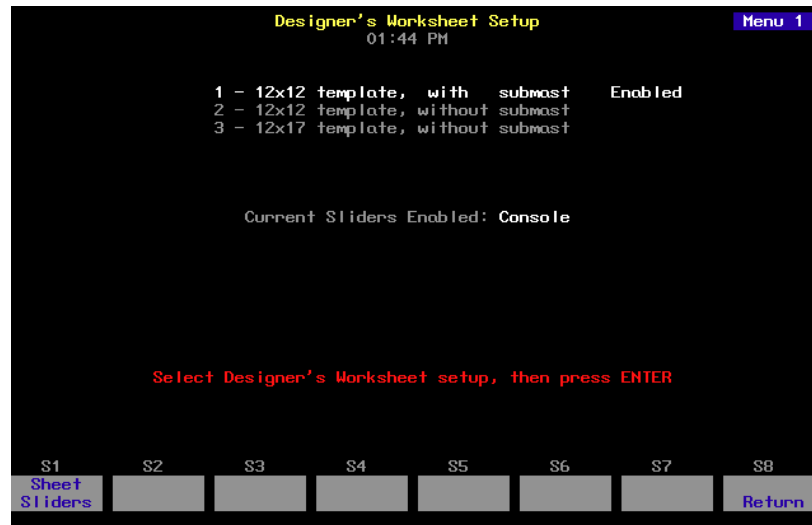 Designer's Worksheet Setup
Menu 1
01:44 PM
1 - 12x12 template, with submast Enabled
2 - 12x12 template, without submast
3 - 12x17 template, without submast
Current Sliders Enabled: Console
Select Designer's Worksheet setup, then press ENTER
S1 S2 S3 S4 S5 S6 S7 S8
Sheet
Sliders Return